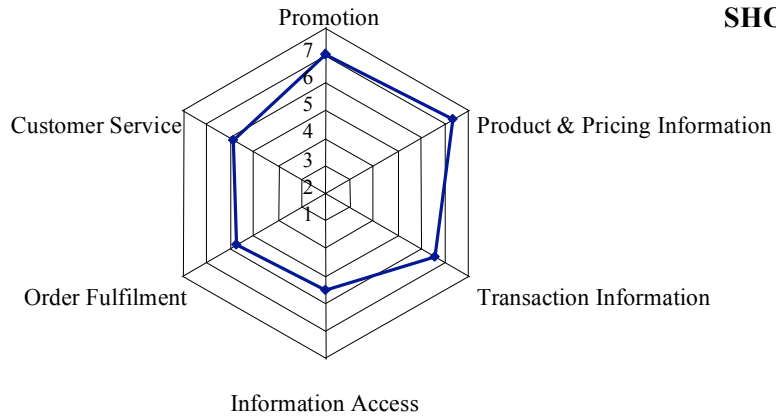 Promotion
7
6
5
4
3
2
1
Customer Service
Product & Pricing Information
Order Fulfilment
Transaction Information
Information Access